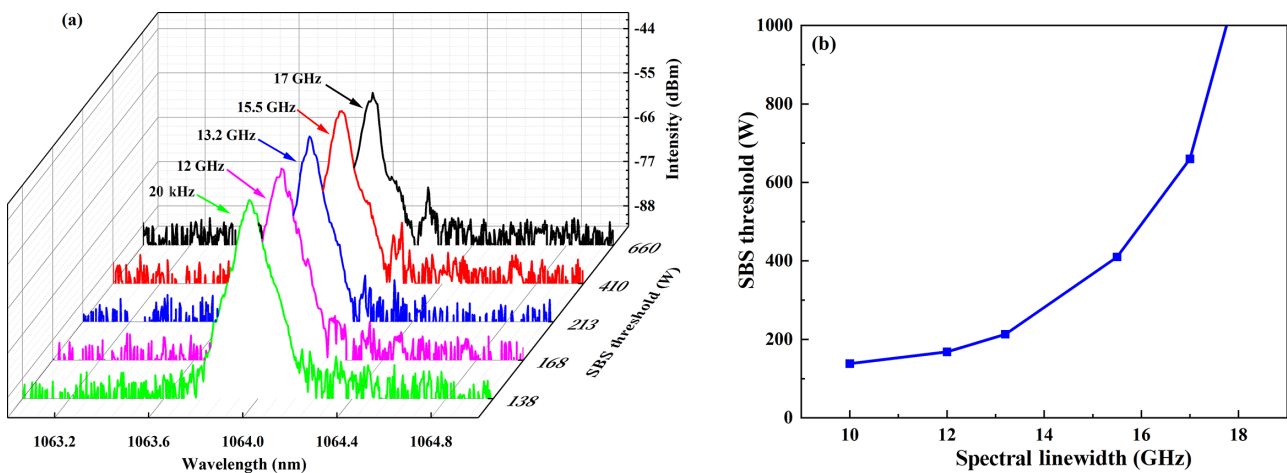 (a)
17 GHz
15.5 GHz
13.2 GHz
12 GHz
20 kHz
-44
-55
-66
-77
-88
Intensity (dBm)
660
410
213
168
138
SBS threshold (W)
1063.2 1063.6 1064.0 1064.4 1064.8
Wavelength (nm)
(b)
1000
800
600
400
200
0
SBS threshold (W)
10 12 14 16 18
Spectral linewidth (GHz)